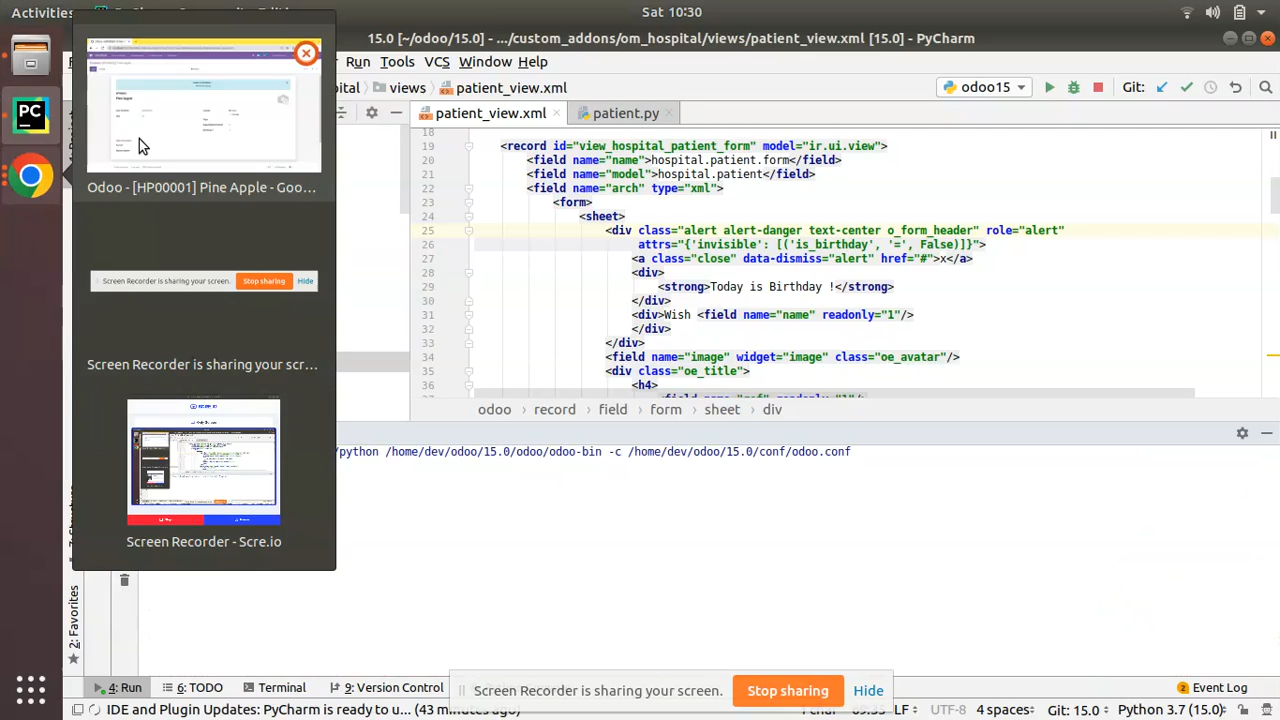 Activities
Sat 10:30
15.0 [~/odoo/15.0] - .../usr/addons/om_hospital/views/patient_view.xml [15.0] - PyCharm
Run Tools VCS Window Help
views patient_view.xml odoo15 Git:
patient_view.xml patient.py
18
19 <record id="view_hospital_patient_form" model="ir.ui.view">
20 <field name="name">hospital.patient.form</field>
21 <field name="model">hospital.patient</field>
22 <field name="arch" type="xml">
23 <form>
24 <sheet>
25 <div class="alert alert-danger text-center o_form_header" role="alert"
26 attrs="{'invisible': [('is_birthday', '=', False)]}">
27 <a class="close" data-dismiss="alert" href="#">x</a>
28 <div>
29 <strong>Today is Birthday !</strong>
30 </div>
31 <div>Wish <field name="name" readonly="1"/>
32 </div>
33 </div>
34 <field name="image" widget="image" class="oe_avatar"/>
35 <div class="oe_title">
36 <h4>
odoo record field form sheet div
/python /home/dev/odoo/15.0/odoo/odoo-bin -c /home/dev/odoo/15.0/conf/odoo.conf
Odoo - [HP00001] Pine Apple - Goo...
Screen Recorder is sharing your screen. Stop sharing Hide
Screen Recorder is sharing your scr...
Screen Recorder - Scre.io
2: Favorites
Screen Recorder is sharing your screen. Stop sharing Hide
4: Run 6: TODO Terminal 9: Version Control 2 Event Log
IDE and Plugin Updates: PyCharm is ready to u... (43 minutes ago) LF UTF-8 4 spaces Git: 15.0 Python 3.7 (15.0)